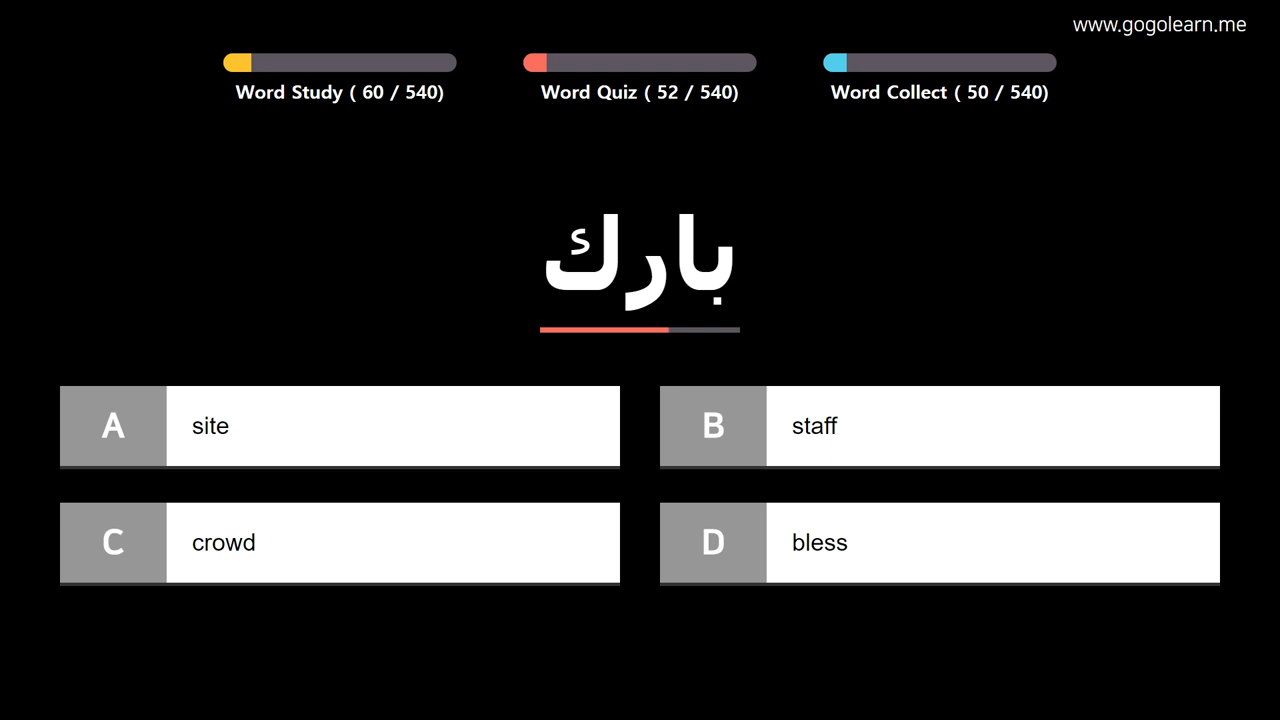 www.gogolearn.me
Word Study ( 60 / 540)
Word Quiz ( 52 / 540)
Word Collect ( 50 / 540)
بارك
A
site
B
staff
C
crowd
D
bless